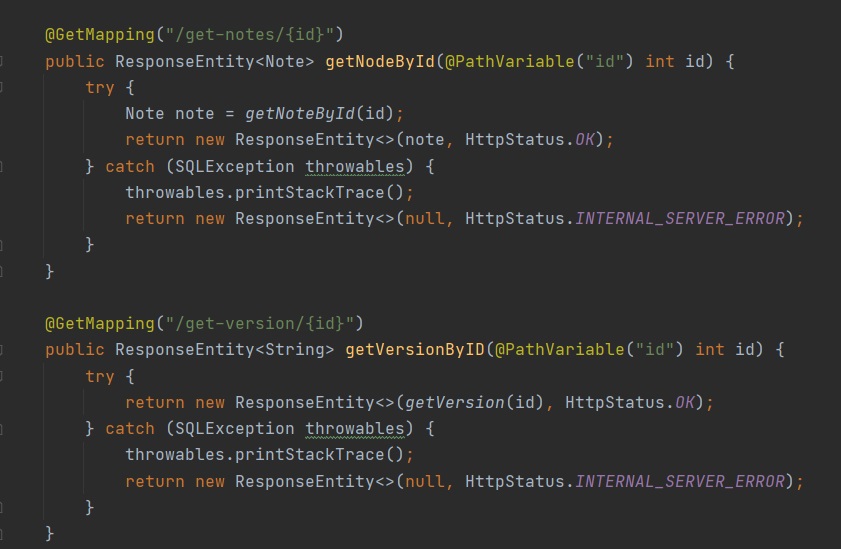 @GetMapping("/get-notes/{id}")
public ResponseEntity<Note> getNodeById(@PathVariable("id") int id) {
try {
Note note = getNoteById(id);
return new ResponseEntity<>(note, HttpStatus.OK);
} catch (SQLException throwables) {
throwables.printStackTrace();
return new ResponseEntity<>(null, HttpStatus.INTERNAL_SERVER_ERROR);
}
}
@GetMapping("/get-version/{id}")
public ResponseEntity<String> getVersionByID(@PathVariable("id") int id) {
try {
return new ResponseEntity<>(getVersion(id), HttpStatus.OK);
} catch (SQLException throwables) {
throwables.printStackTrace();
return new ResponseEntity<>(null, HttpStatus.INTERNAL_SERVER_ERROR);
}
}